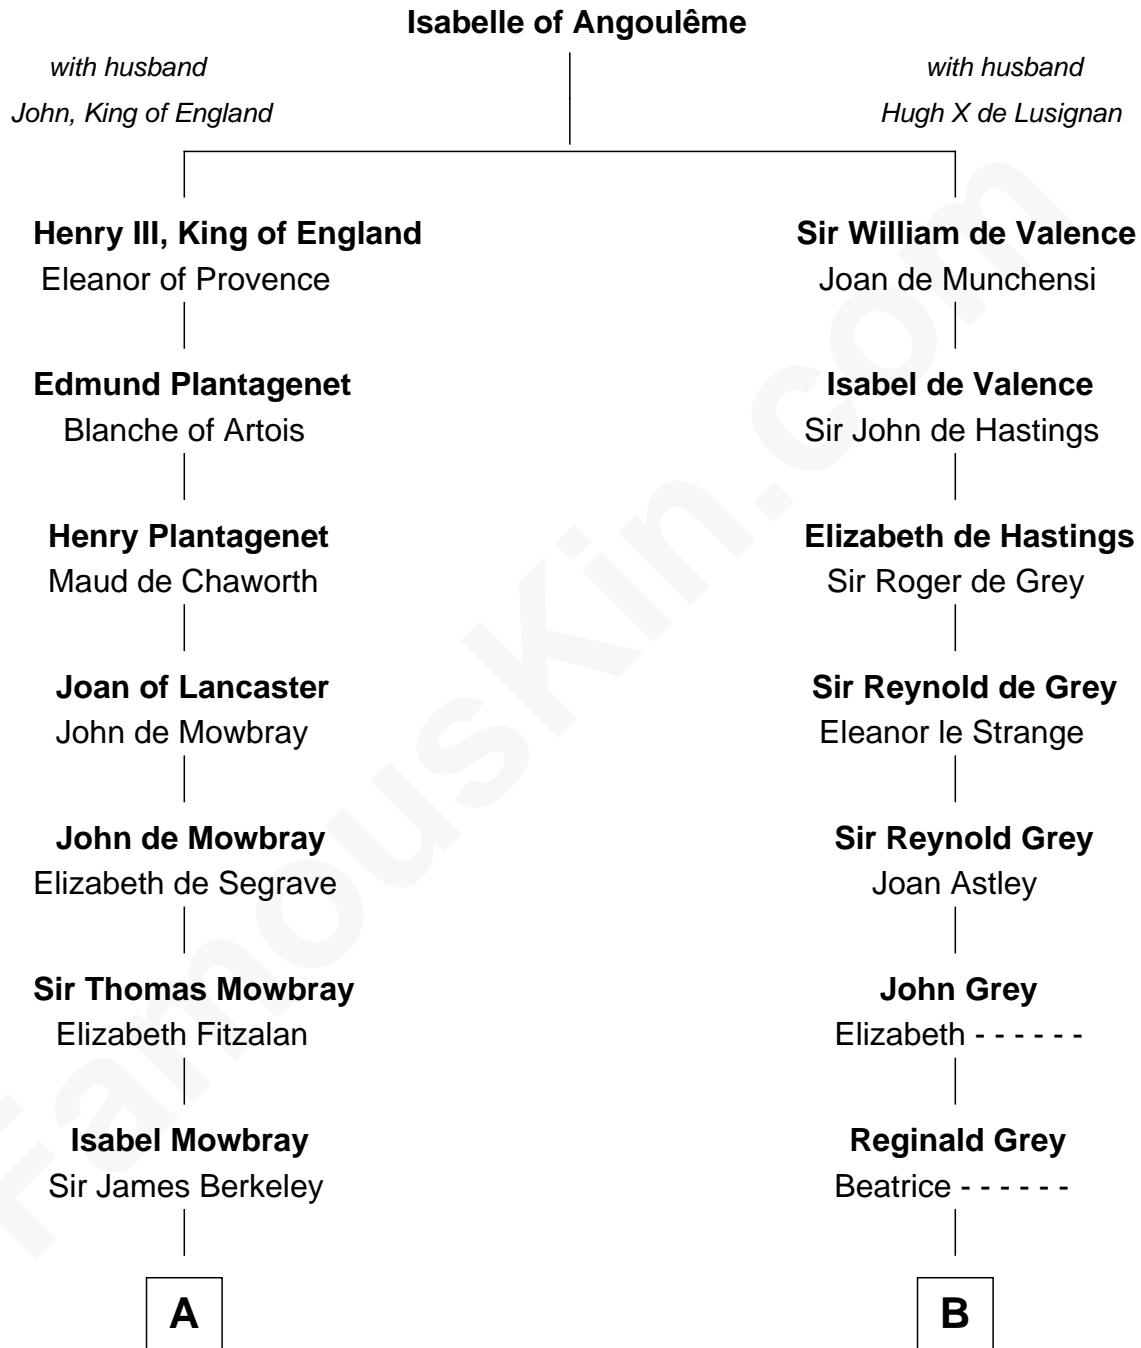 Isabelle of Angoulême
with husband
John, King of England
with husband
Hugh X de Lusignan
Henry III, King of England
Eleanor of Provence
Sir William de Valence
Joan de Munchensi
Edmund Plantagenet
Blanche of Artois
Isabel de Valence
Sir John de Hastings
Henry Plantagenet
Maud de Chaworth
Elizabeth de Hastings
Sir Roger de Grey
Joan of Lancaster
John de Mowbray
Sir Reynold de Grey
Eleanor le Strange
John de Mowbray
Elizabeth de Segrave
Sir Reynold Grey
Joan Astley
Sir Thomas Mowbray
Elizabeth Fitzalan
John Grey
Elizabeth - - - - - -
Isabel Mowbray
Sir James Berkeley
Reginald Grey
Beatrice - - - - - -
A
B
FamousKin.com